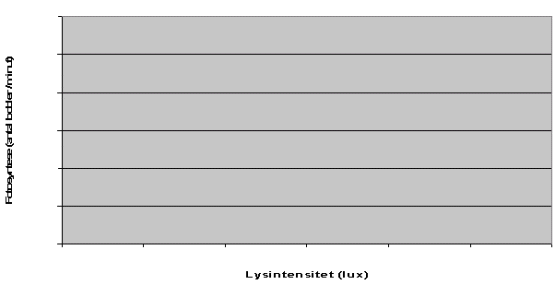 Fotosyntese (antal bobler/minut)
Lysintensitet (lux)